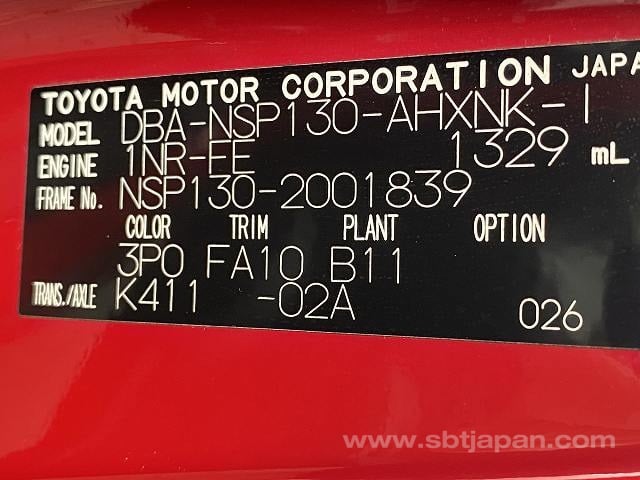 TOYOTA MOTOR CORPORATION JAPA
MODEL DBA-NSP130-AHXNK-I
ENGINE 1NR-FE 1329 mL
FRAME No. NSP130-2001839
COLOR TRIM PLANT OPTION
3P0 FA10 B11
TRANS./AXLE K411 -02A 026
www.sbtjapan.com